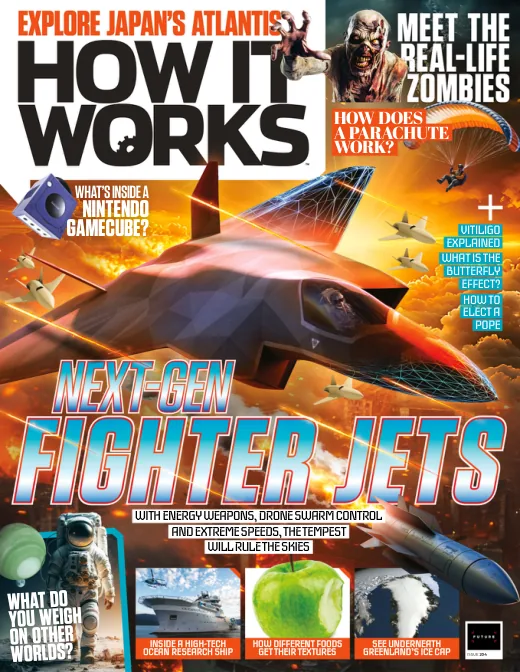 EXPLORE JAPAN'S ATLANTIS
HOW IT
WORKS
MEET THE
REAL-LIFE
ZOMBIES
HOW DOES
A PARACHUTE
WORK?
WHAT'S INSIDE A
NINTENDO
GAMECUBE?
+
VITILIGO
EXPLAINED
WHAT IS THE
BUTTERFLY
EFFECT?
HOW TO
ELECT A
POPE
NEXT-GEN
FIGHTER JETS
WITH ENERGY WEAPONS, DRONE SWARM CONTROL
AND EXTREME SPEEDS, THE TEMPEST
WILL RULE THE SKIES
WHAT DO
YOU WEIGH
ON OTHER
WORLDS?
INSIDE A HIGH-TECH
OCEAN RESEARCH SHIP
HOW DIFFERENT FOODS
GET THEIR TEXTURES
SEE UNDERNEATH
GREENLAND'S ICE CAP
FUTURE
ISSUE 204